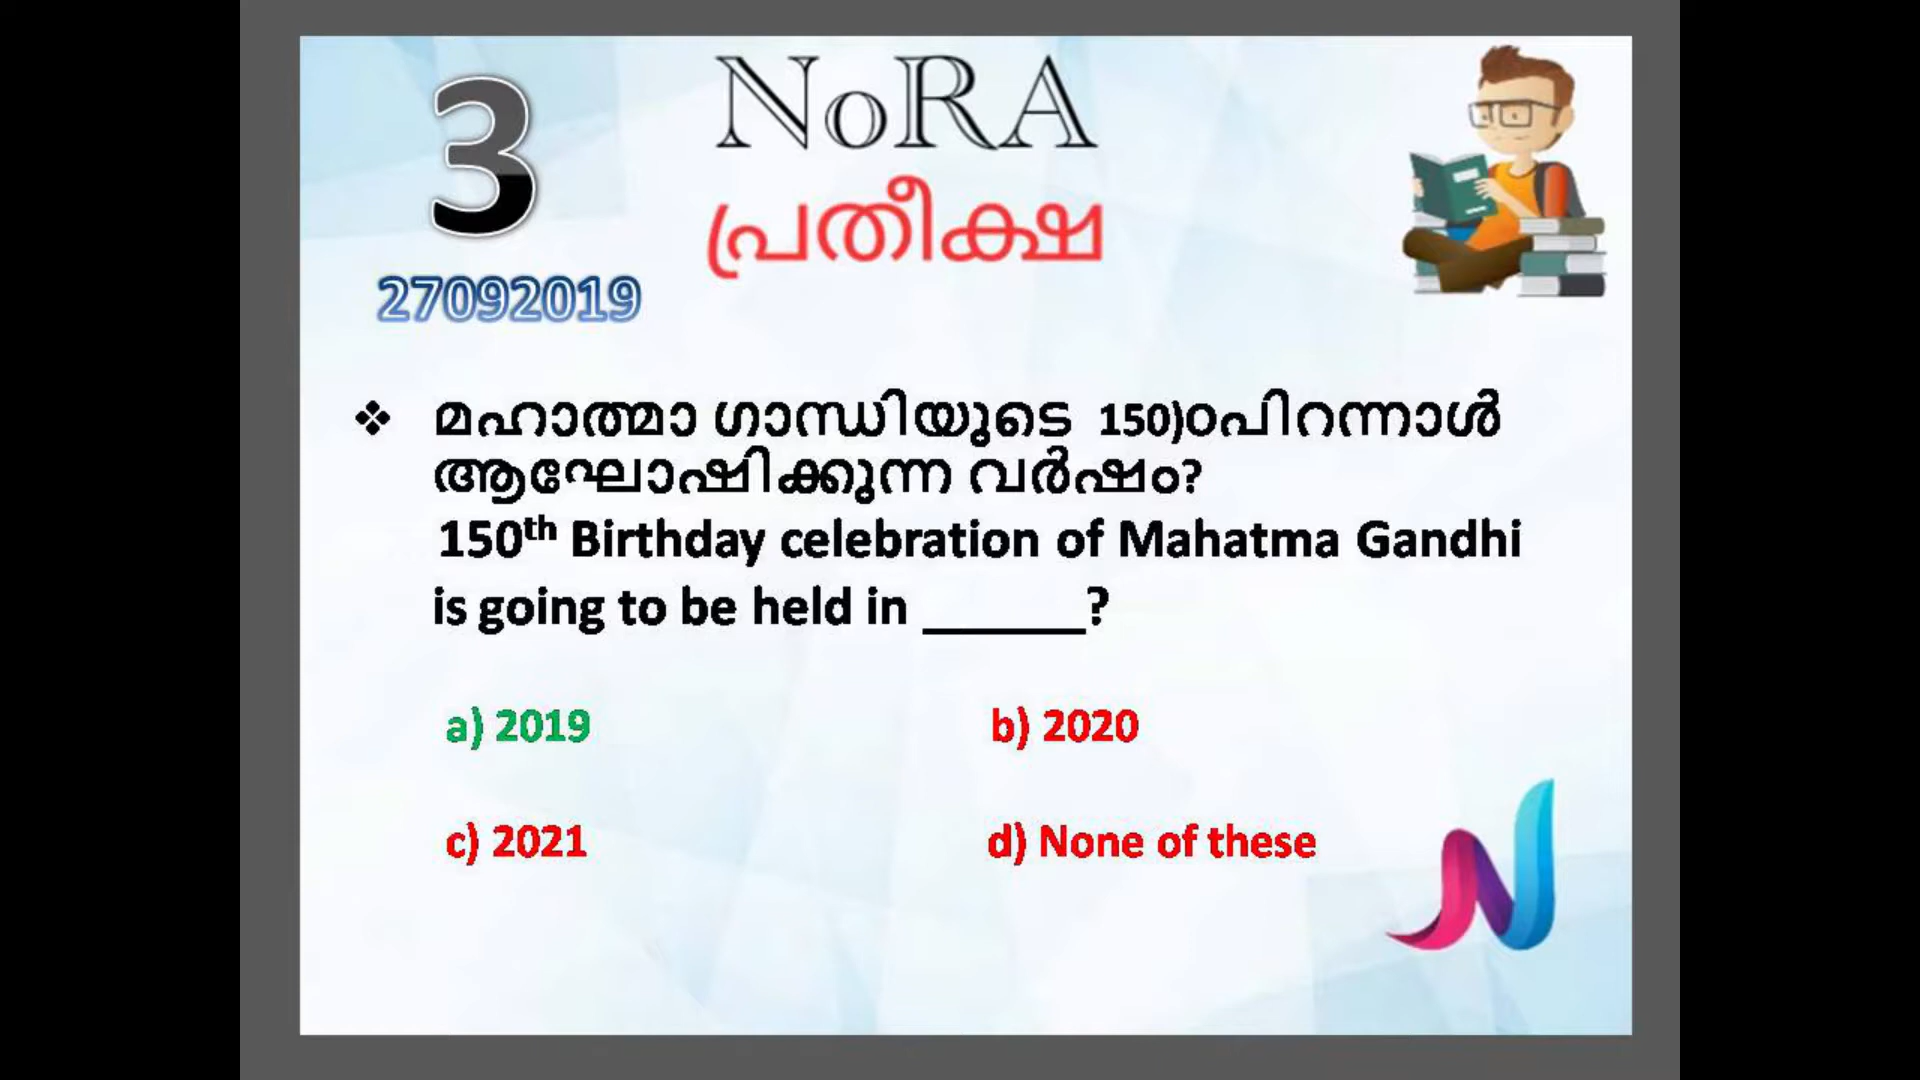 3
NoRA
പ്രതീക്ഷ
27092019
❖ മഹാത്മാ ഗാന്ധിയുടെ 150)ഠപിറന്നാൾ
ആഘോഷിക്കുന്ന വർഷം?
150th Birthday celebration of Mahatma Gandhi
is going to be held in ______?
a) 2019 b) 2020
c) 2021 d) None of these